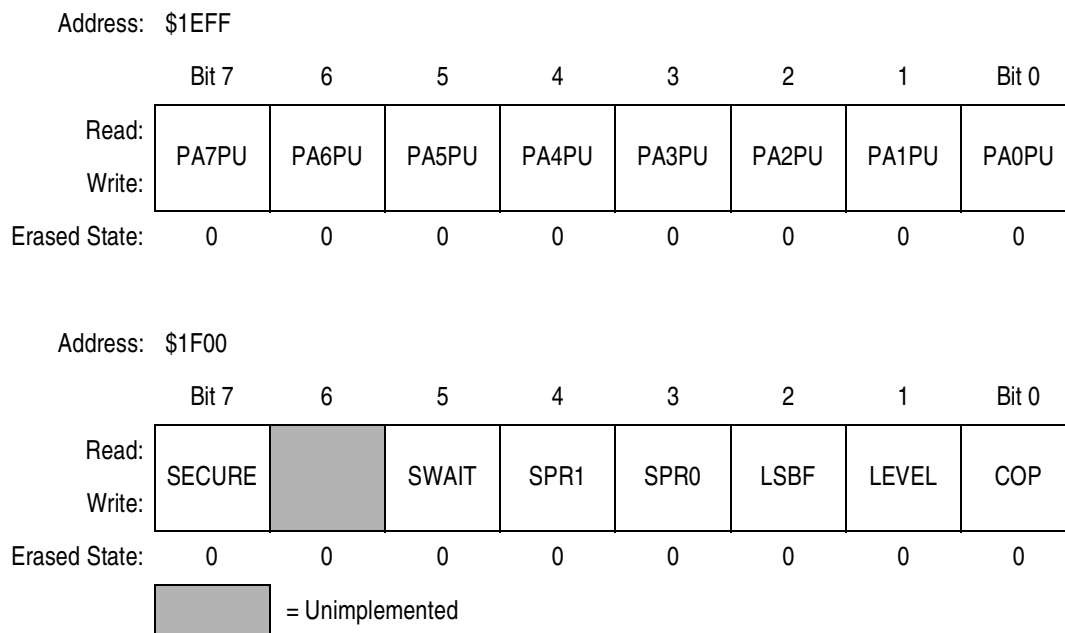 Address: $1EFF
Bit 7 6 5 4 3 2 1 Bit 0
Read:
PA7PU PA6PU PA5PU PA4PU PA3PU PA2PU PA1PU PA0PU
Write:
Erased State: 0 0 0 0 0 0 0 0
Address: $1F00
Bit 7 6 5 4 3 2 1 Bit 0
Read:
SECURE SWAIT SPR1 SPR0 LSBF LEVEL COP
Write:
Erased State: 0 0 0 0 0 0 0 0
= Unimplemented